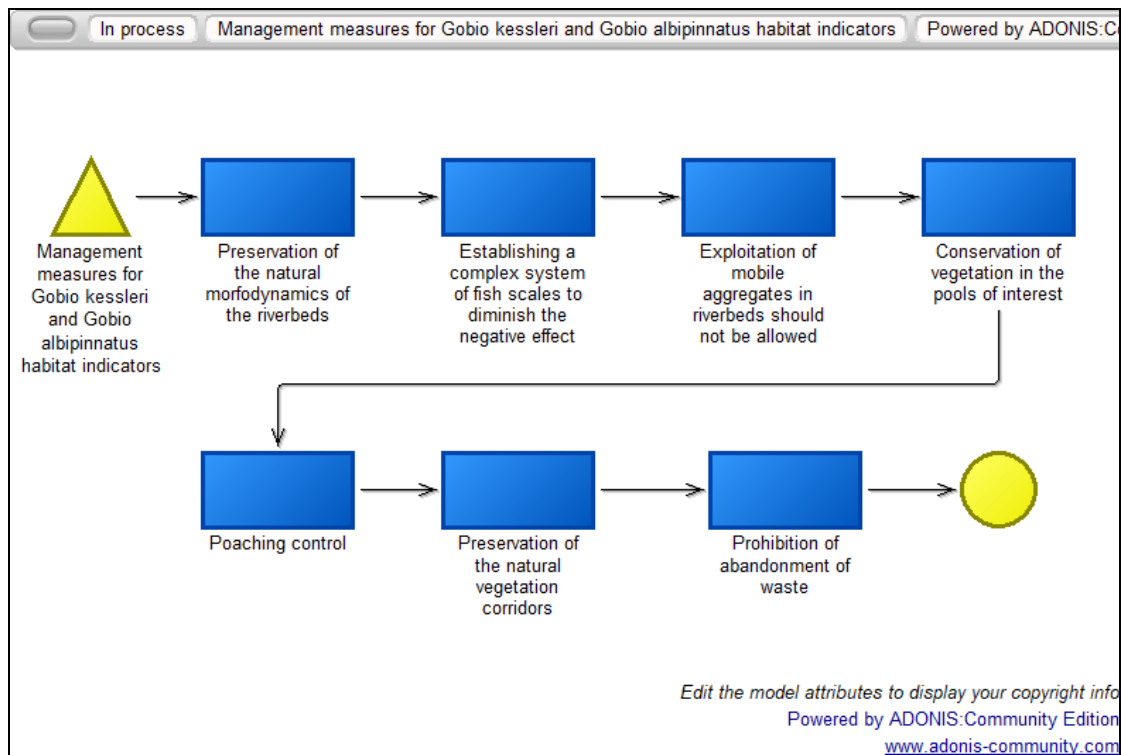 In process Management measures for Gobio kessleri and Gobio albipinnatus habitat indicators Powered by ADONIS:C
Management
measures for
Gobio kessleri
and Gobio
albipinnatus
habitat indicators
Preservation of
the natural
morfodynamics of
the riverbeds
Establishing a
complex system
of fish scales to
diminish the
negative effect
Exploitation of
mobile
aggregates in
riverbeds should
not be allowed
Conservation of
vegetation in the
pools of interest
Poaching control
Preservation of
the natural
vegetation
corridors
Prohibition of
abandonment of
waste
Edit the model attributes to display your copyright info
Powered by ADONIS:Community Edition
www.adonis-community.com